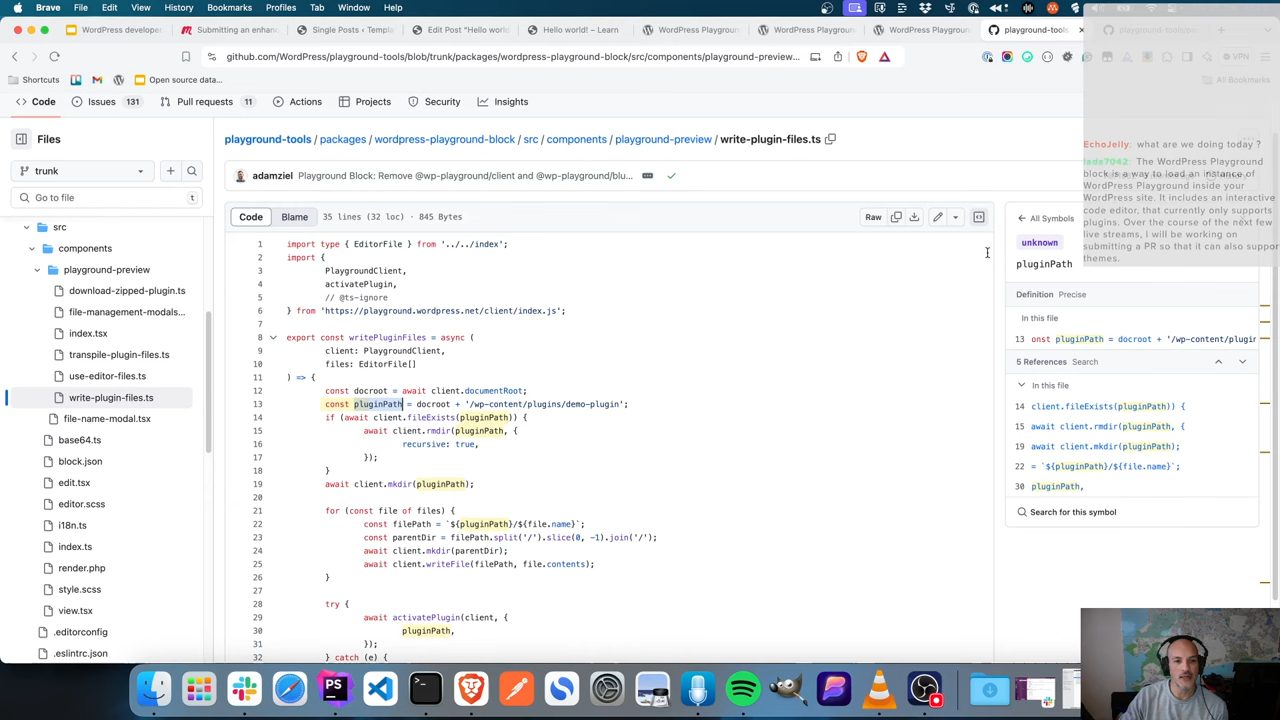 Brave File Edit View History Bookmarks Profiles Tab Window Help
WordPress developer
Submitting an enhanc
Single Posts ‹ Templa
Edit Post "Hello world
Hello world! – Learn
WordPress Playgroun
WordPress Playgroun
WordPress Playgroun
playground-tools
github.com/WordPress/playground-tools/blob/trunk/packages/wordpress-playground-block/src/components/playground-preview...
VPN
Shortcuts
Open source data...
All Bookmarks
Code Issues 131 Pull requests 11 Actions Projects Security Insights
Files
trunk
Go to file t
src
components
playground-preview
download-zipped-plugin.ts
file-management-modals...
index.tsx
transpile-plugin-files.ts
use-editor-files.ts
write-plugin-files.ts
file-name-modal.tsx
base64.ts
block.json
edit.tsx
editor.scss
i18n.ts
index.ts
render.php
style.scss
view.tsx
.editorconfig
.eslintrc.json
playground-tools / packages / wordpress-playground-block / src / components / playground-preview / write-plugin-files.ts
adamziel Playground Block: Remove @wp-playground/client and @wp-playground/blu...
Code Blame 35 lines (32 loc) · 845 Bytes
Raw
1 import type { EditorFile } from '../../index';
2 import {
3 PlaygroundClient,
4 activatePlugin,
5 // @ts-ignore
6 } from 'https://playground.wordpress.net/client/index.js';
7
8 export const writePluginFiles = async (
9 client: PlaygroundClient,
10 files: EditorFile[]
11 ) => {
12 const docroot = await client.documentRoot;
13 const pluginPath = docroot + '/wp-content/plugins/demo-plugin';
14 if (await client.fileExists(pluginPath)) {
15 await client.rmdir(pluginPath, {
16 recursive: true,
17 });
18 }
19 await client.mkdir(pluginPath);
20
21 for (const file of files) {
22 const filePath = `${pluginPath}/${file.name}`;
23 const parentDir = filePath.split('/').slice(0, -1).join('/');
24 await client.mkdir(parentDir);
25 await client.writeFile(filePath, file.contents);
26 }
27
28 try {
29 await activatePlugin(client, {
30 pluginPath,
31 });
32 } catch (e) {
All Symbols
unknown
pluginPath
Definition Precise
In this file
13 onst pluginPath = docroot + '/wp-content/plugin
5 References Search
In this file
14 client.fileExists(pluginPath)) {
15 await client.rmdir(pluginPath, {
19 await client.mkdir(pluginPath);
22 = `${pluginPath}/${file.name}`;
30 pluginPath,
Search for this symbol
EchoJelly: what are we doing today ?
The WordPress Playground
block is a way to embed an instance of
WordPress Playground inside your
WordPress site. It includes an interactive
code editor, that currently only supports
plugins. Over the course of the next few
live streams, I will be working on
submitting a PR so that it can also support
themes.